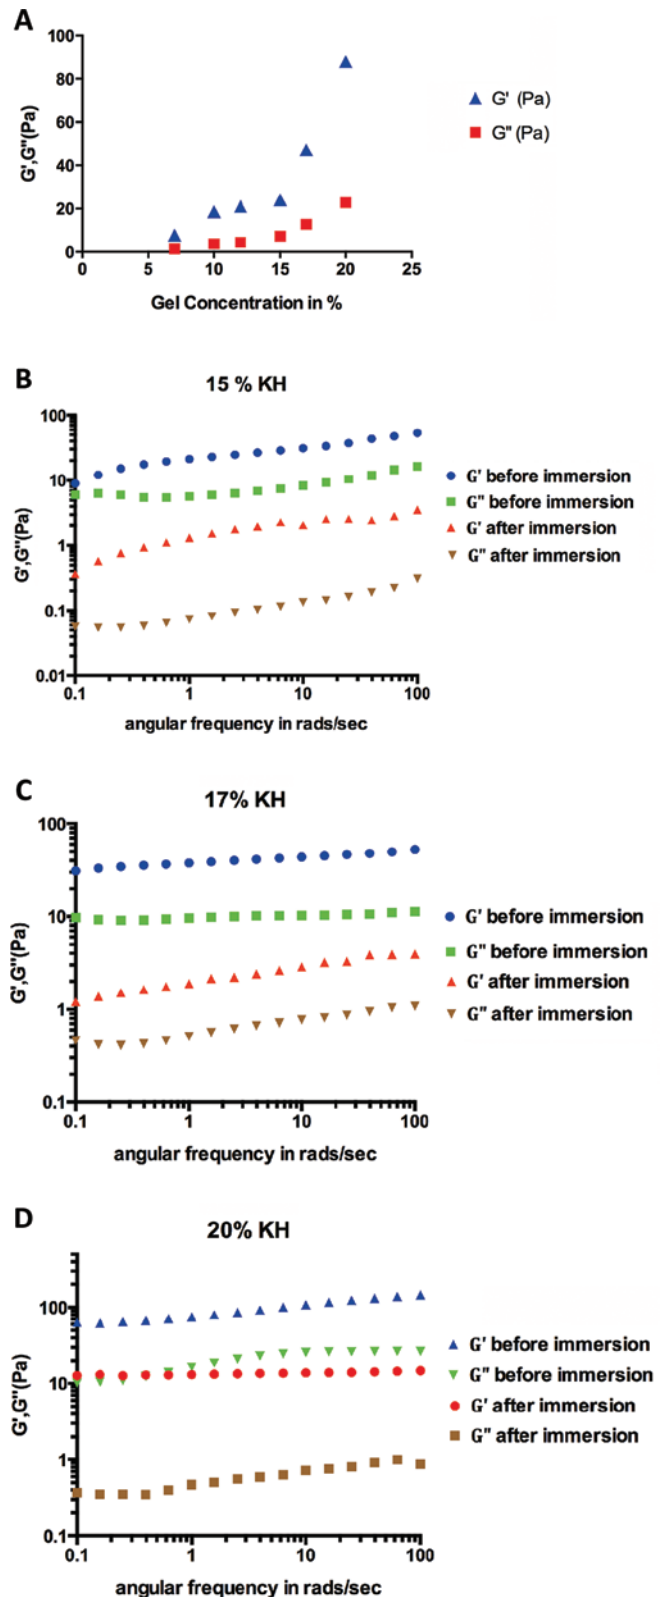 A
100
80
60
40
20
0
G',G''(Pa)
0 5 10 15 20 25
Gel Concentration in %
G' (Pa)
G'' (Pa)
B
15 % KH
100
10
1
0.1
0.01
G',G''(Pa)
0.1 1 10 100
angular frequency in rads/sec
G' before immersion
G'' before immersion
G' after immersion
G'' after immersion
C
17% KH
100
10
1
0.1
G',G''(Pa)
0.1 1 10 100
angular frequency in rads/sec
G' before immersion
G'' before immersion
G' after immersion
G'' after immersion
D
20% KH
100
10
1
0.1
G',G''(Pa)
0.1 1 10 100
angular frequency in rads/sec
G' before immersion
G'' before immersion
G' after immersion
G'' after immersion